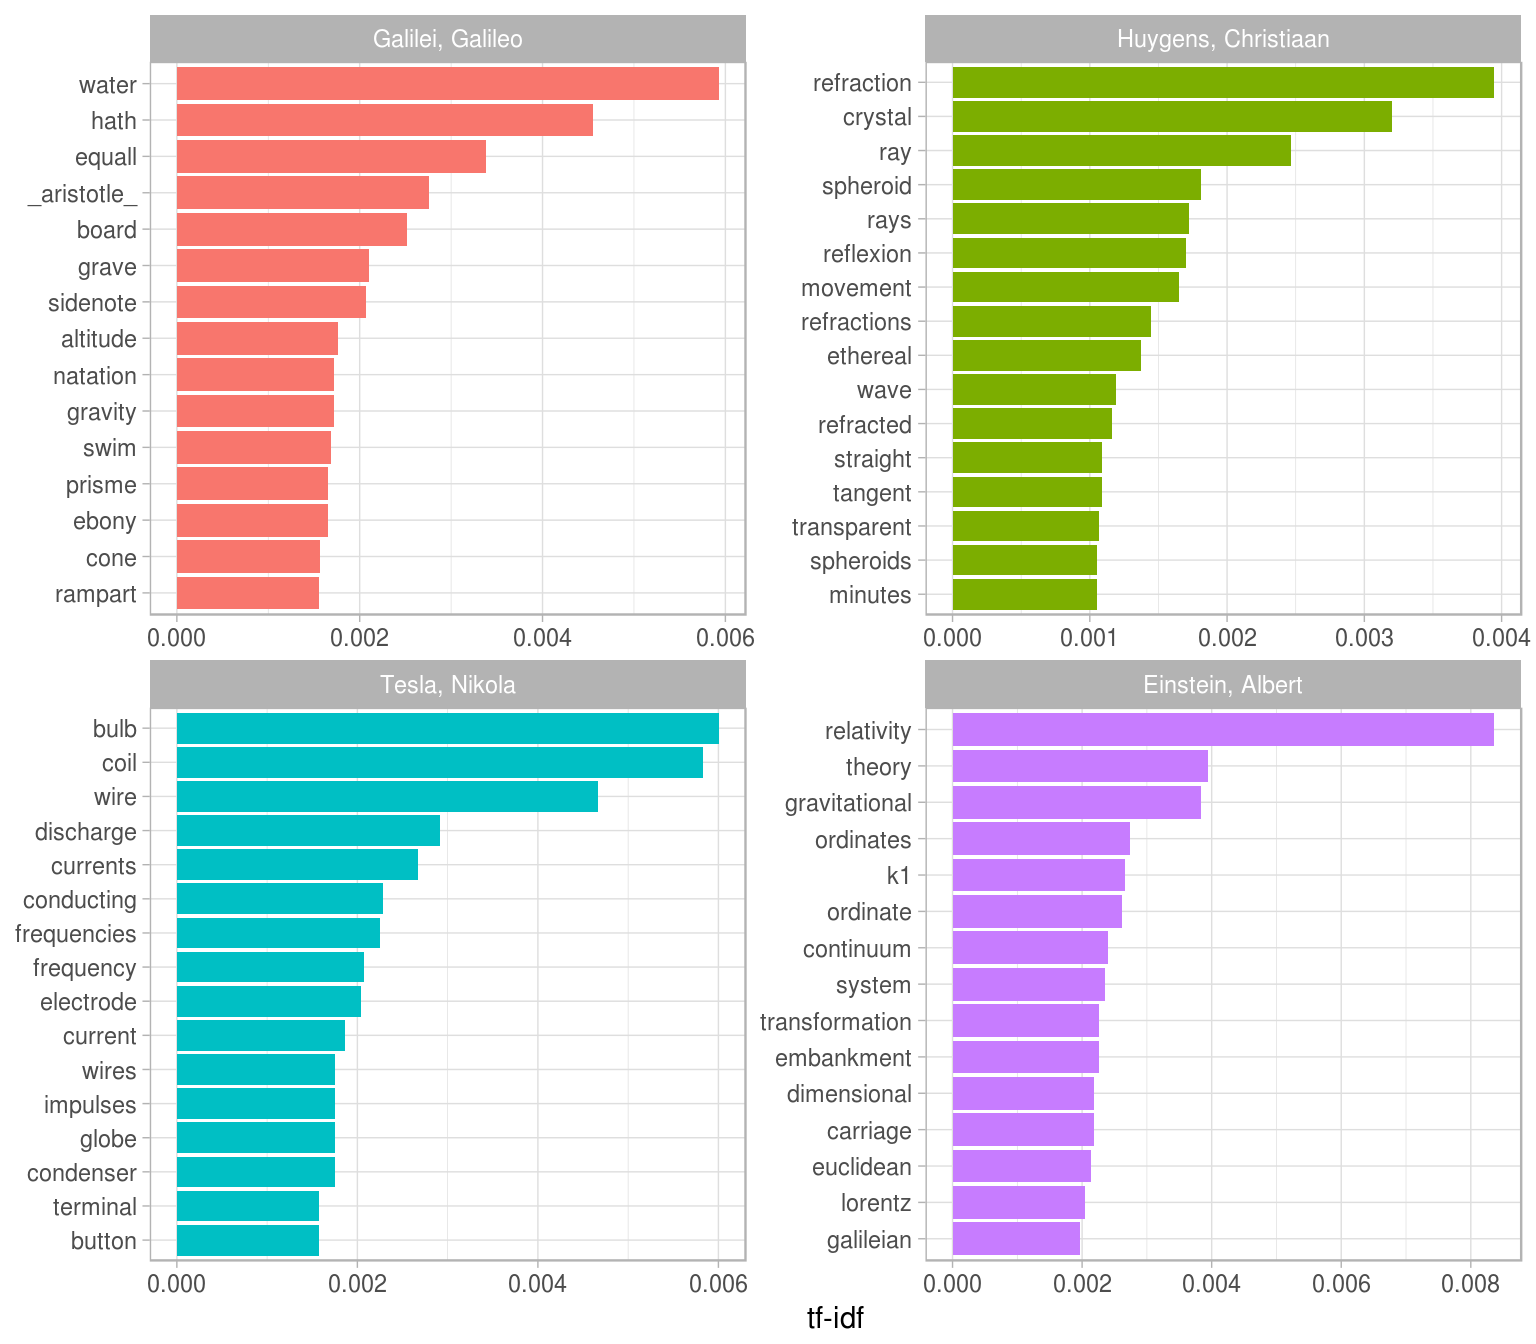 Galilei, Galileo
water
hath
equall
_aristotle_
board
grave
sidenote
altitude
natation
gravity
swim
prisme
ebony
cone
rampart
0.000 0.002 0.004 0.006
Huygens, Christiaan
refraction
crystal
ray
spheroid
rays
reflexion
movement
refractions
ethereal
wave
refracted
straight
tangent
transparent
spheroids
minutes
0.000 0.001 0.002 0.003 0.004
Tesla, Nikola
bulb
coil
wire
discharge
currents
conducting
frequencies
frequency
electrode
current
wires
impulses
globe
condenser
terminal
button
0.000 0.002 0.004 0.006
Einstein, Albert
relativity
theory
gravitational
ordinates
k1
ordinate
continuum
system
transformation
embankment
dimensional
carriage
euclidean
lorentz
galileian
0.000 0.002 0.004 0.006 0.008
tf-idf